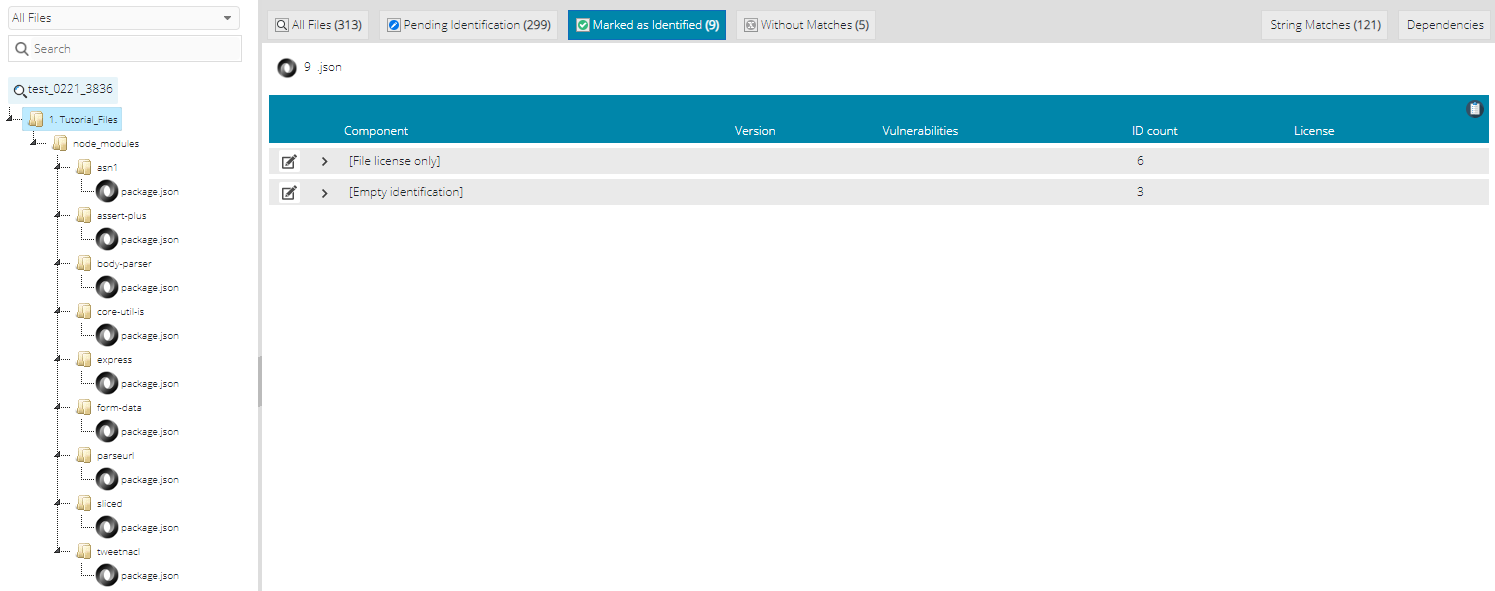 All Files
Search
test_0221_3836
1. Tutorial_Files
node_modules
asn1
package.json
assert-plus
package.json
body-parser
package.json
core-util-is
package.json
express
package.json
form-data
package.json
parseurl
package.json
sliced
package.json
tweetnacl
package.json
All Files (313)
Pending Identification (299)
Marked as Identified (9)
Without Matches (5)
String Matches (121)
Dependencies
9 .json
Component Version Vulnerabilities ID count License
[File license only] 6
[Empty identification] 3